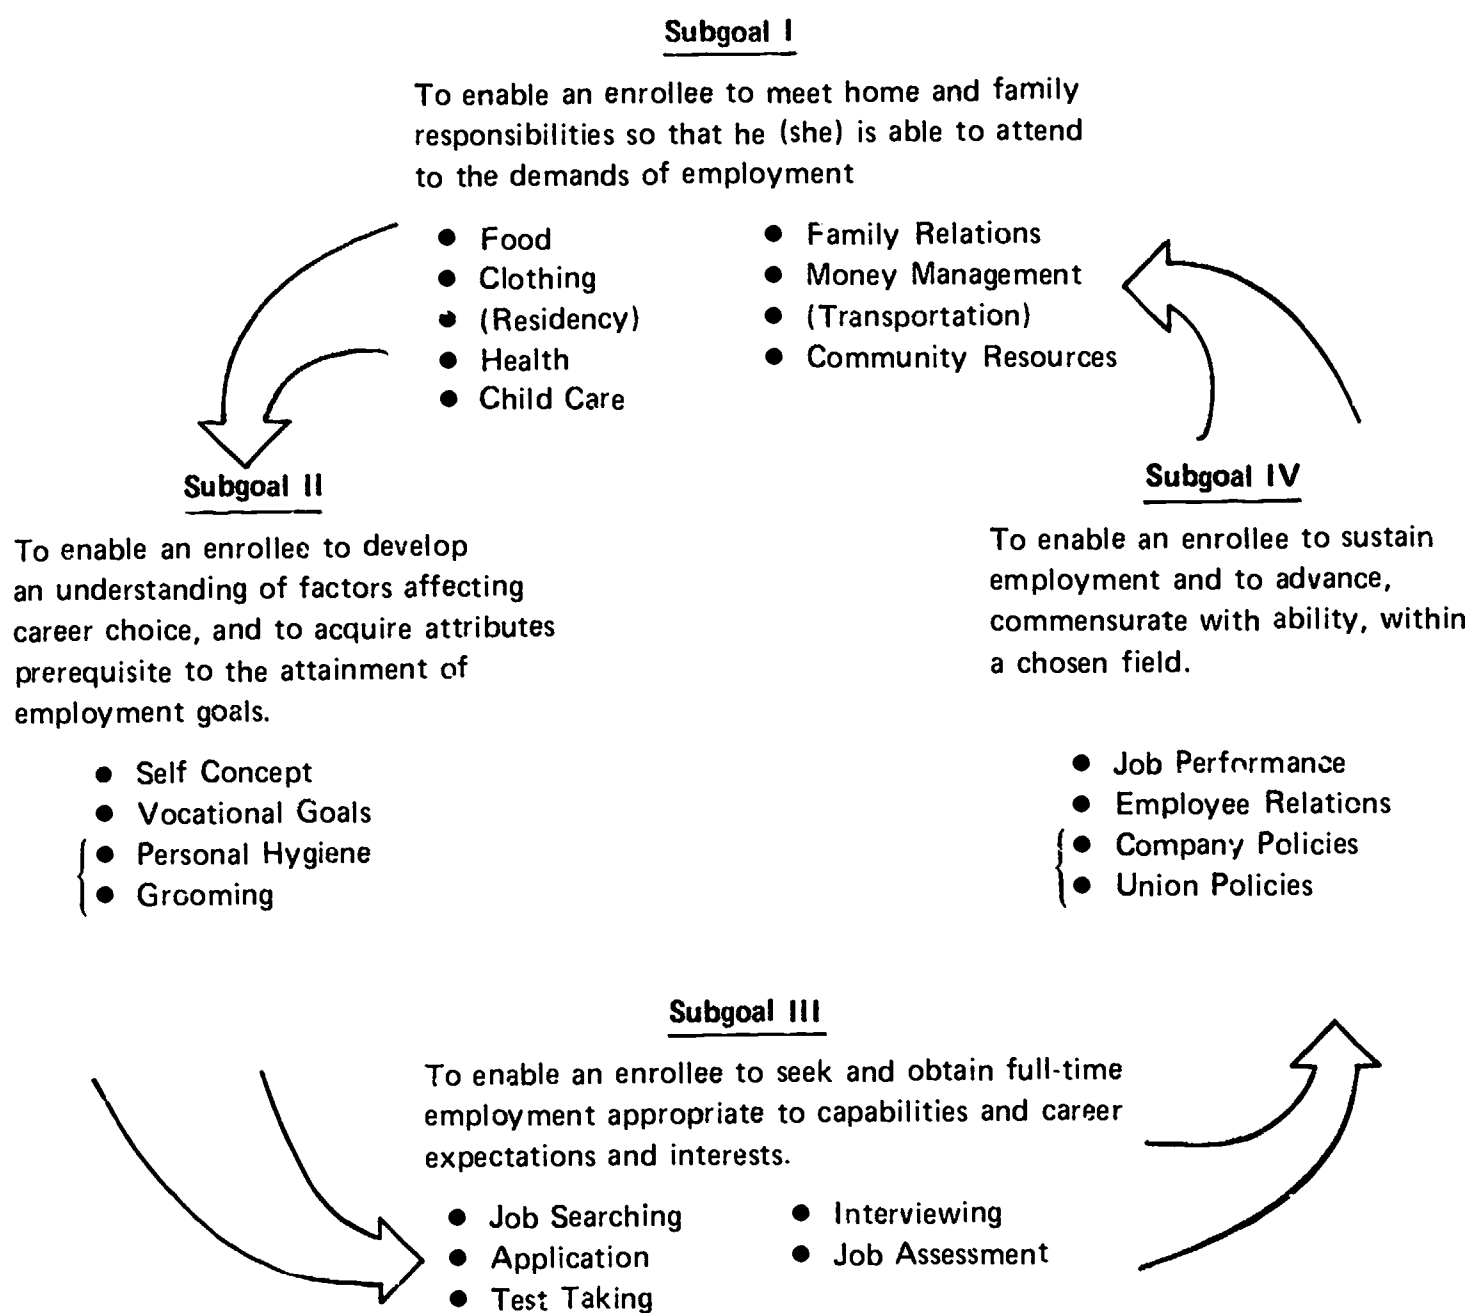 Subgoal I
To enable an enrollee to meet home and family
responsibilities so that he (she) is able to attend
to the demands of employment
● Food
● Clothing
● (Residency)
● Health
● Child Care
● Family Relations
● Money Management
● (Transportation)
● Community Resources
Subgoal II
To enable an enrollee to develop
an understanding of factors affecting
career choice, and to acquire attributes
prerequisite to the attainment of
employment goals.
● Self Concept
● Vocational Goals
● Personal Hygiene
● Grooming
Subgoal IV
To enable an enrollee to sustain
employment and to advance,
commensurate with ability, within
a chosen field.
● Job Performance
● Employee Relations
● Company Policies
● Union Policies
Subgoal III
To enable an enrollee to seek and obtain full-time
employment appropriate to capabilities and career
expectations and interests.
● Job Searching
● Application
● Test Taking
● Interviewing
● Job Assessment